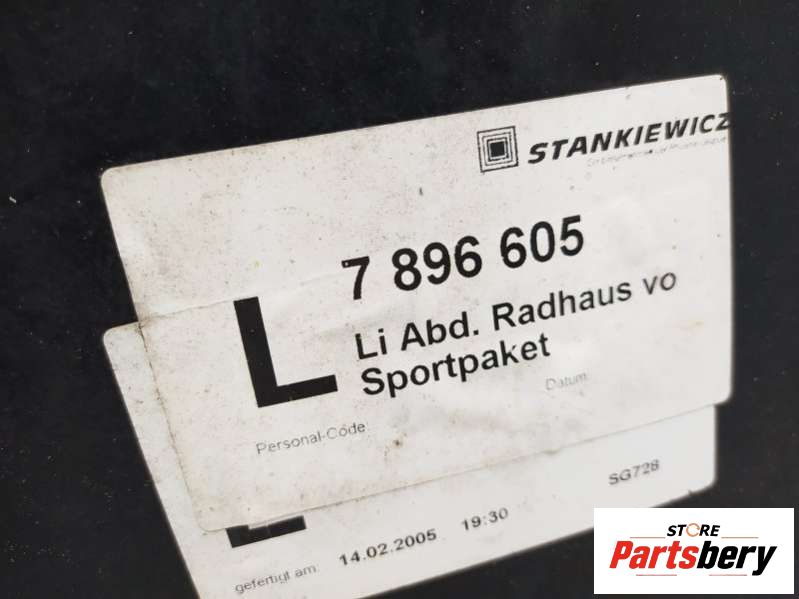 STANKIEWICZ
7 896 605
L
Li Abd. Radhaus vo
Sportpaket
Personal-Code:
Datum:
gefertigt am: 14.02.2005 19:30
SG728
STORE
Partsbery